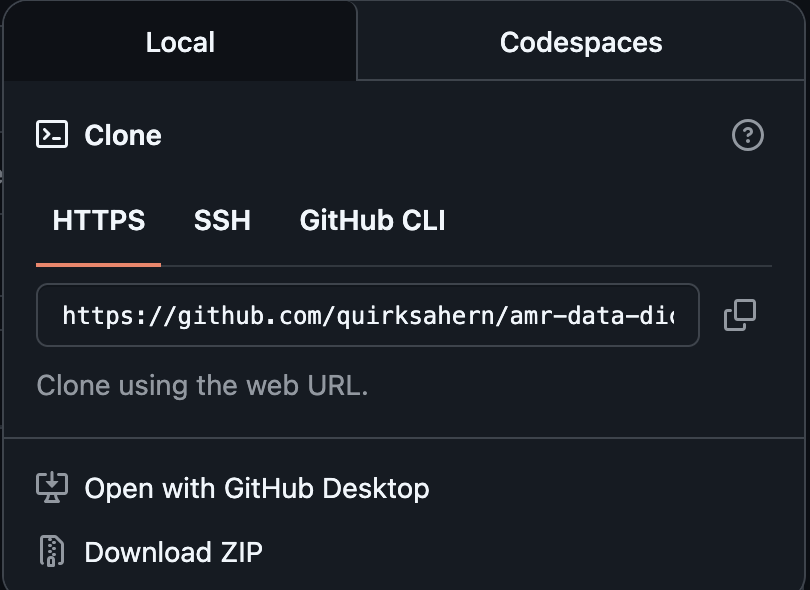 Local
Codespaces
Clone
HTTPS
SSH
GitHub CLI
https://github.com/quirksahern/amr-data-dic
Clone using the web URL.
Open with GitHub Desktop
Download ZIP